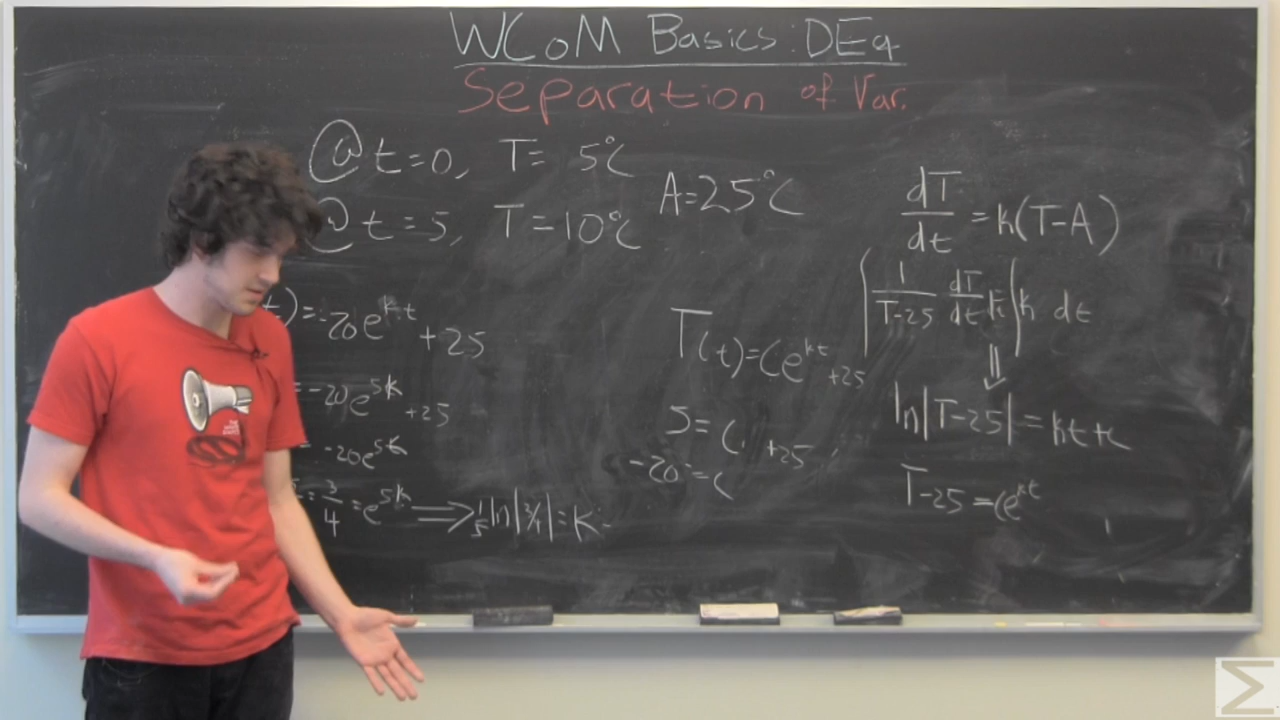 WCoM Basics: DEq
Separation of Var.
@ t=0, T= 5°C
@ t=5, T=10°C
A=25°C
t)=-20e^{k·t}+25
=-20e^{5k}+25
= -20e^{5k}
=3/4=e^{5k} ⟹ 1/5 ln|3/4|=K
T(t)=Ce^{kt}+25
5=C +25
-20=C
dT/dt=k(T-A)
1/(T-25) dT/dt k dt
⇓
ln|T-25|=kt+c
T-25=Ce^{kt}
Σ